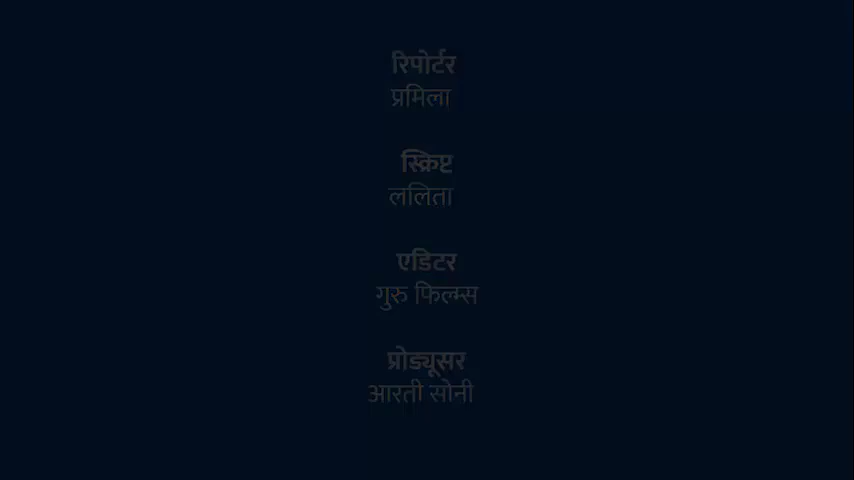 रिपोर्टर
प्रमिला
स्क्रिप्ट
ललिता
एडिटर
गुरु फिल्म्स
प्रोड्यूसर
आरती सोनी